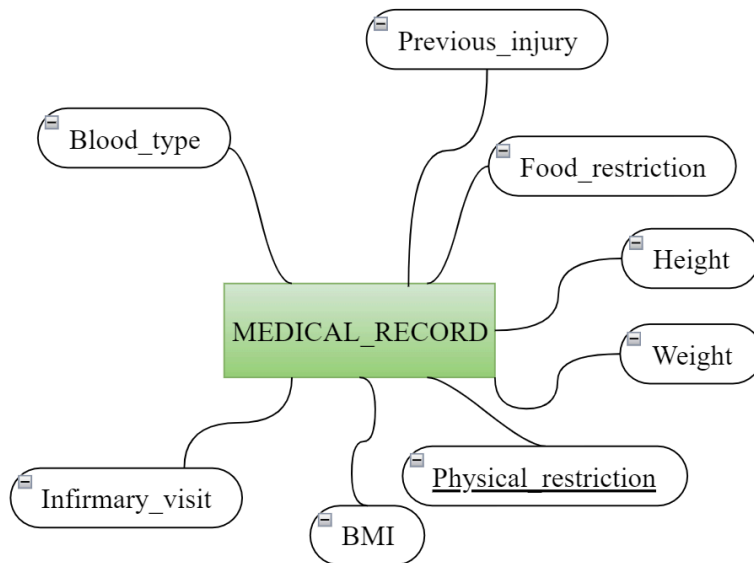 Previous_injury
Blood_type
Food_restriction
Height
MEDICAL_RECORD
Weight
Physical_restriction
Infirmary_visit
BMI